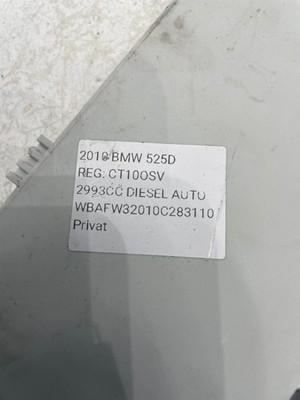 2010 BMW 525D
REG: CT10OSV
2993CC DIESEL AUTO
WBAFW32010C283110
Privat